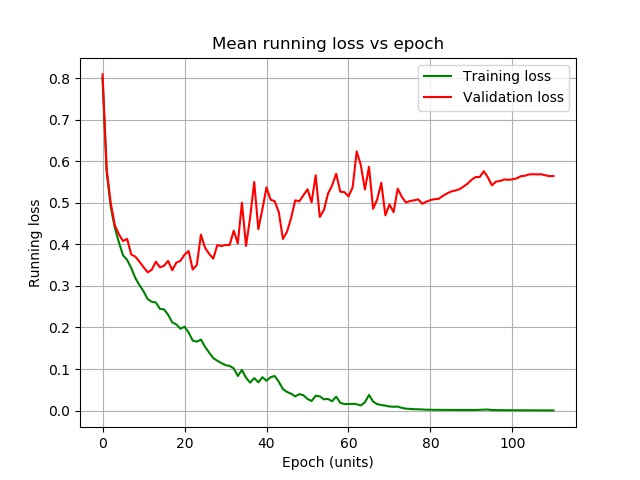 Mean running loss vs epoch
Training loss
Validation loss
Running loss
0.8
0.7
0.6
0.5
0.4
0.3
0.2
0.1
0.0
0 20 40 60 80 100
Epoch (units)